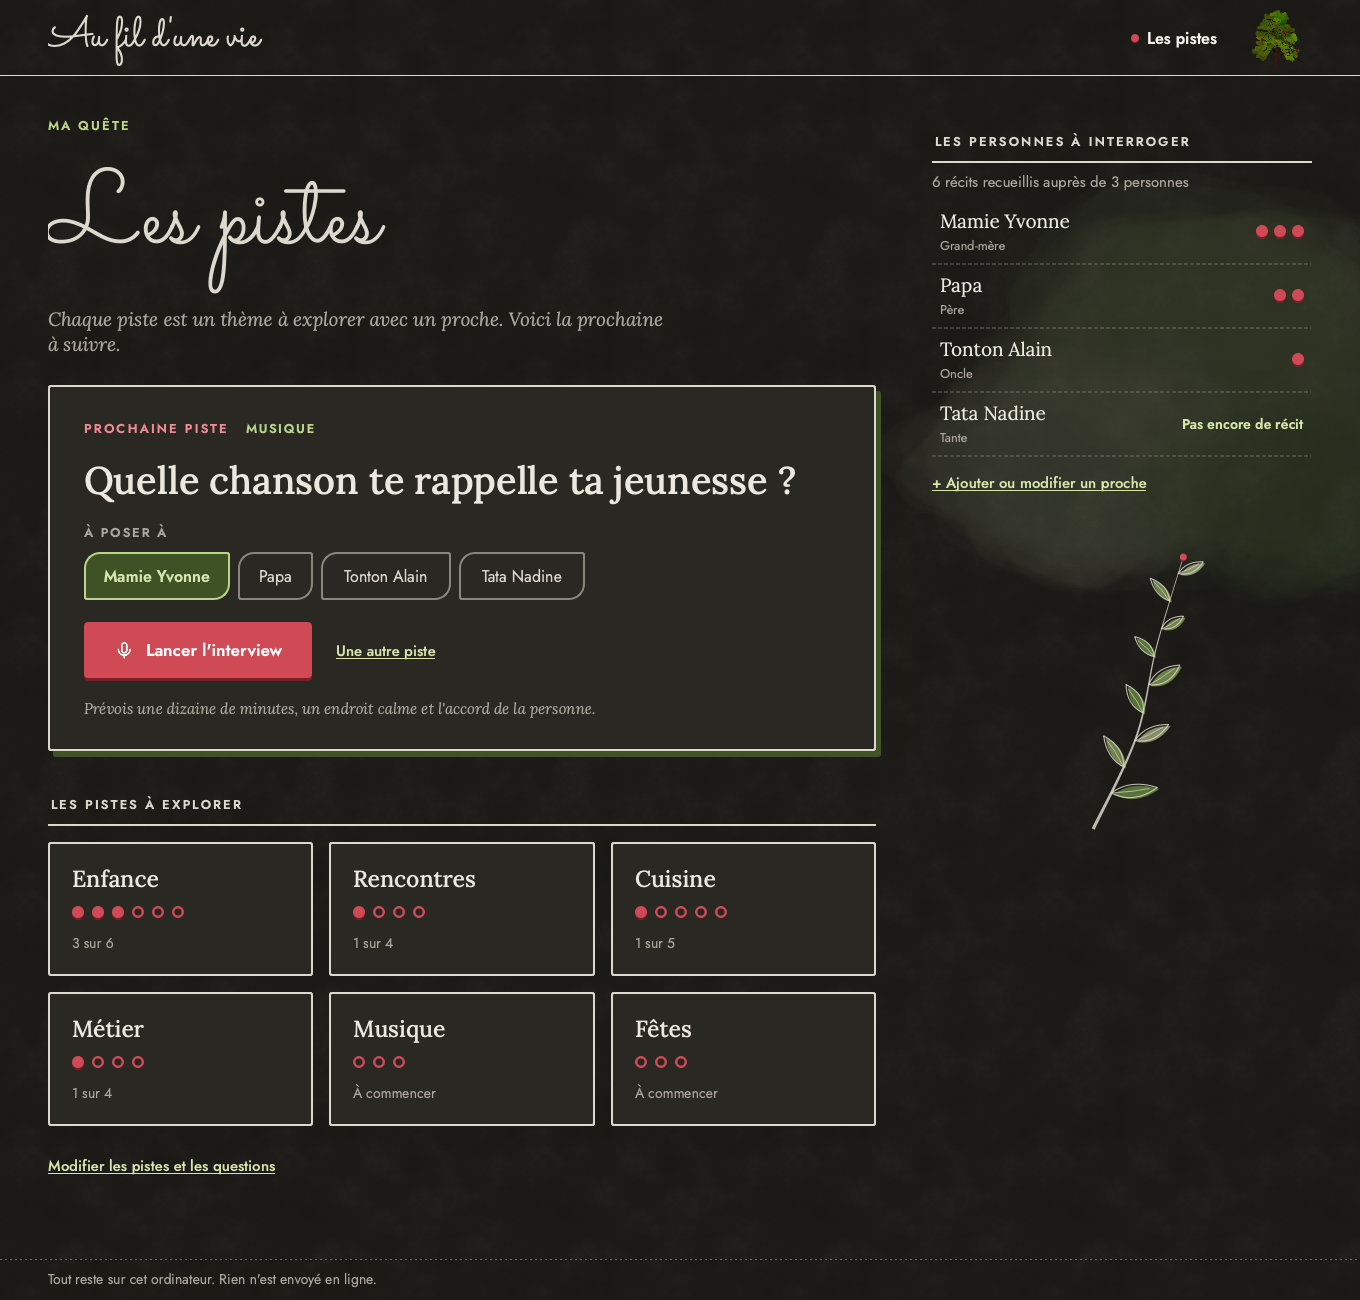 Au fil d'une vie
Les pistes
MA QUÊTE
Les pistes
Chaque piste est un thème à explorer avec un proche. Voici la prochaine
à suivre.
PROCHAINE PISTE MUSIQUE
Quelle chanson te rappelle ta jeunesse ?
À POSER À
Mamie Yvonne
Papa
Tonton Alain
Tata Nadine
Lancer l'interview
Une autre piste
Prévois une dizaine de minutes, un endroit calme et l'accord de la personne.
LES PISTES À EXPLORER
Enfance
3 sur 6
Rencontres
1 sur 4
Cuisine
1 sur 5
Métier
1 sur 4
Musique
À commencer
Fêtes
À commencer
Modifier les pistes et les questions
LES PERSONNES À INTERROGER
6 récits recueillis auprès de 3 personnes
Mamie Yvonne
Grand-mère
Papa
Père
Tonton Alain
Oncle
Tata Nadine
Tante
Pas encore de récit
+ Ajouter ou modifier un proche
Tout reste sur cet ordinateur. Rien n'est envoyé en ligne.